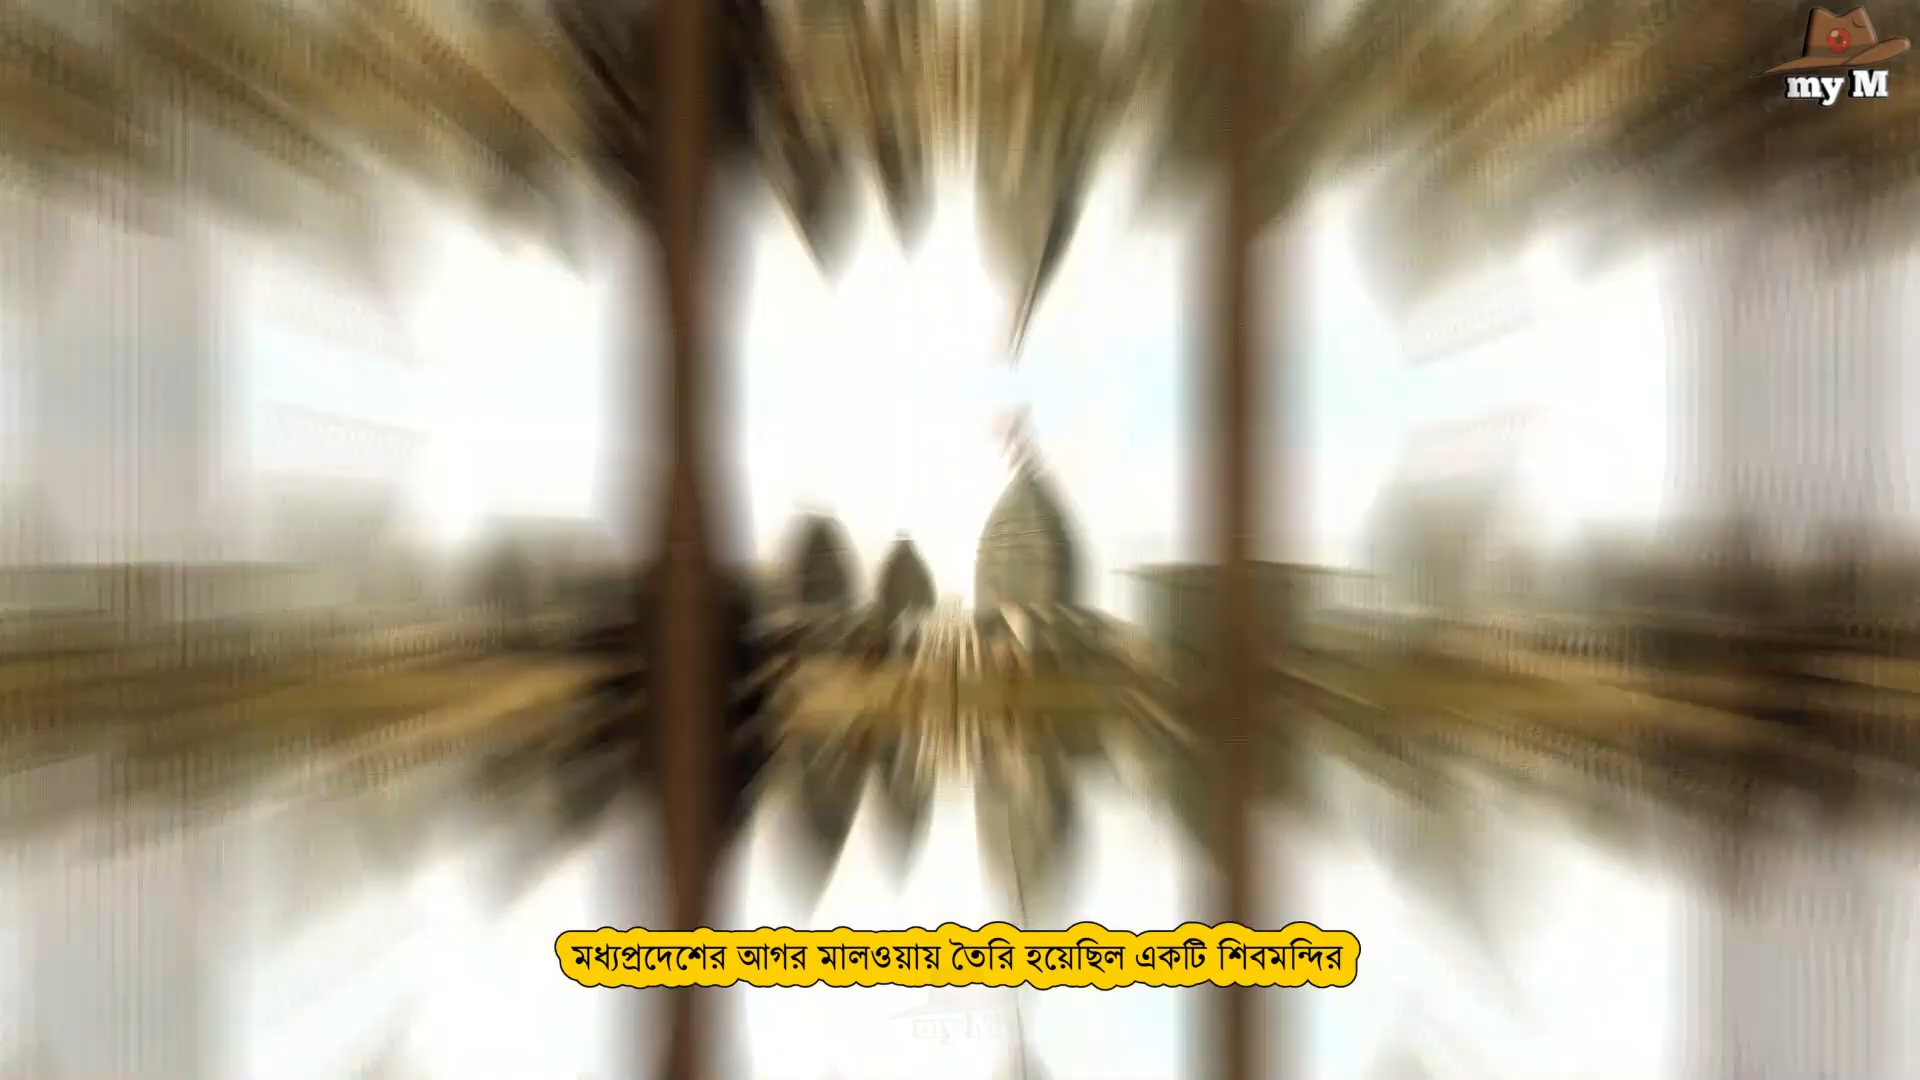 my M
মধ্যপ্রদেশের আগর মালওয়ায় তৈরি হয়েছিল একটি শিবমন্দির